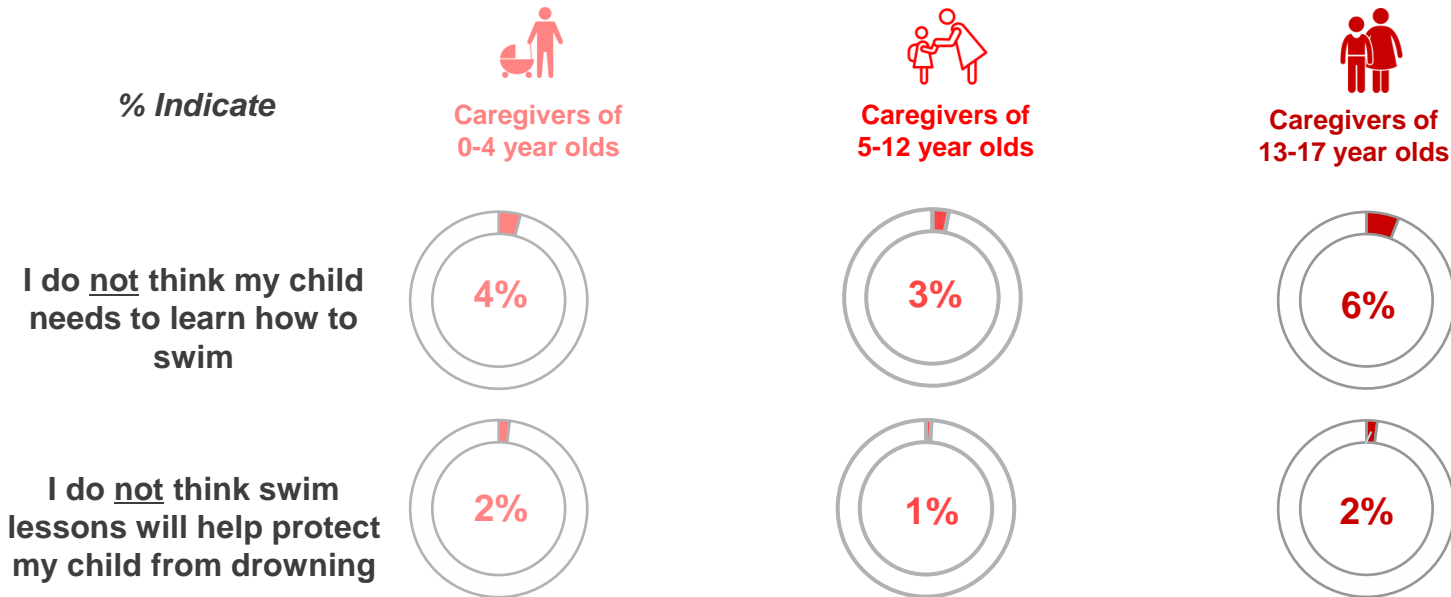 % Indicate
Caregivers of
0-4 year olds
Caregivers of
5-12 year olds
Caregivers of
13-17 year olds
I do not think my child
needs to learn how to
swim
4%
3%
6%
I do not think swim
lessons will help protect
my child from drowning
2%
1%
2%